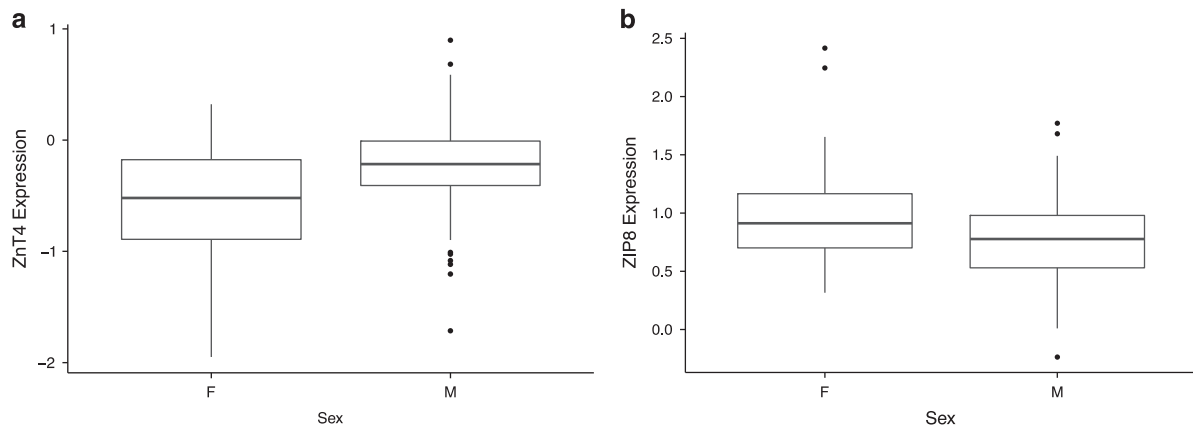 a
ZnT4 Expression
1
0
−1
−2
F
M
Sex
b
ZIP8 Expression
2.5
2.0
1.5
1.0
0.5
0.0
F
M
Sex